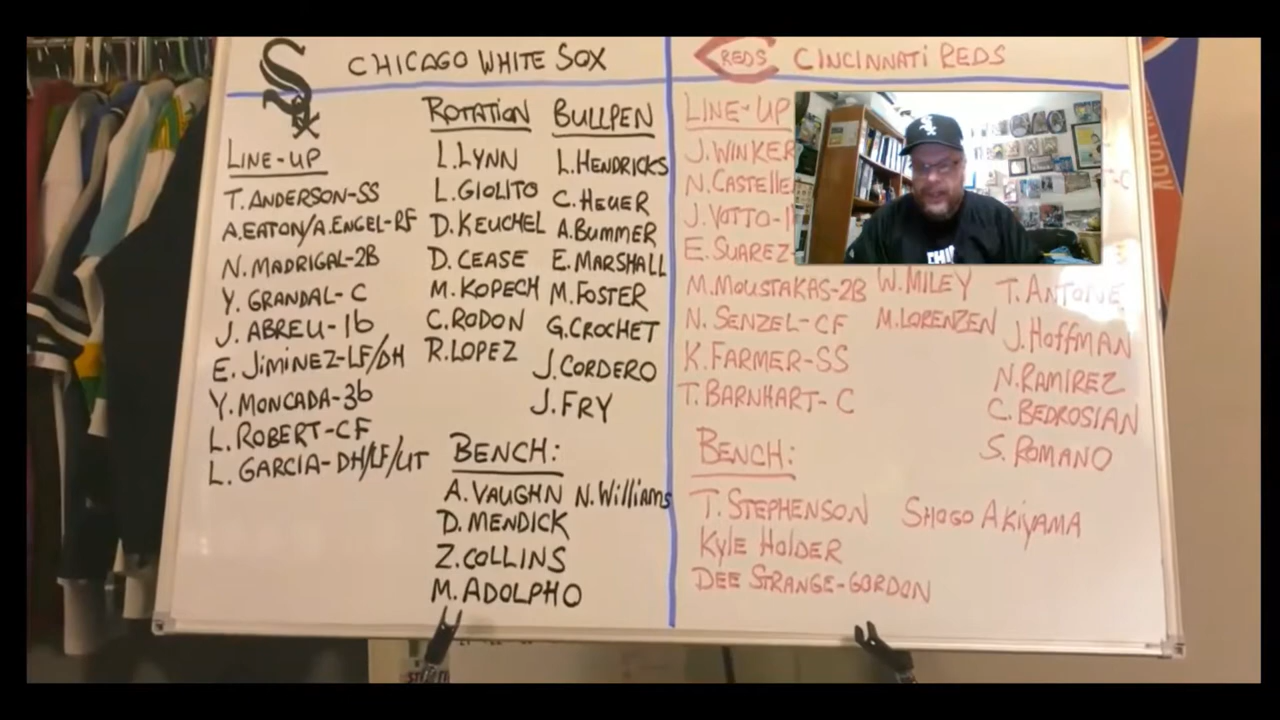 CHICAGO WHITE SOX
LINE-UP
T. ANDERSON-SS
A. EATON/A. ENGEL-RF
N. MADRIGAL-2B
Y. GRANDAL-C
J. ABREU-1b
E. JIMINEZ-LF/DH
Y. MONCADA-3b
L. ROBERT-CF
L. GARCIA-DH/LF/UT
ROTATION
L. LYNN
L. GIOLITO
D. KEUCHEL
D. CEASE
M. KOPECH
C. RODON
R. LOPEZ
BULLPEN
L. HENDRICKS
C. HEUER
A. BUMMER
E. MARSHALL
M. FOSTER
G. CROCHET
J. CORDERO
J. FRY
BENCH:
A. VAUGHN N. Williams
D. MENDICK
Z. COLLINS
M. ADOLPHO
REDS CINCINNATI REDS
LINE-UP
J. WINKER
N. CASTELLE
J. VOTTO-1
E. SUAREZ-
M. MOUSTAKAS-2B
N. SENZEL-CF
K. FARMER-SS
T. BARNHART-C
W. MILEY
M. LORENZEN
T. ANTONE
J. HOFFMAN
N. RAMIREZ
C. BEDROSIAN
S. ROMANO
BENCH:
T. STEPHENSON SHOGO AKIYAMA
Kyle HOLDER
DEE STRANGE-GORDON